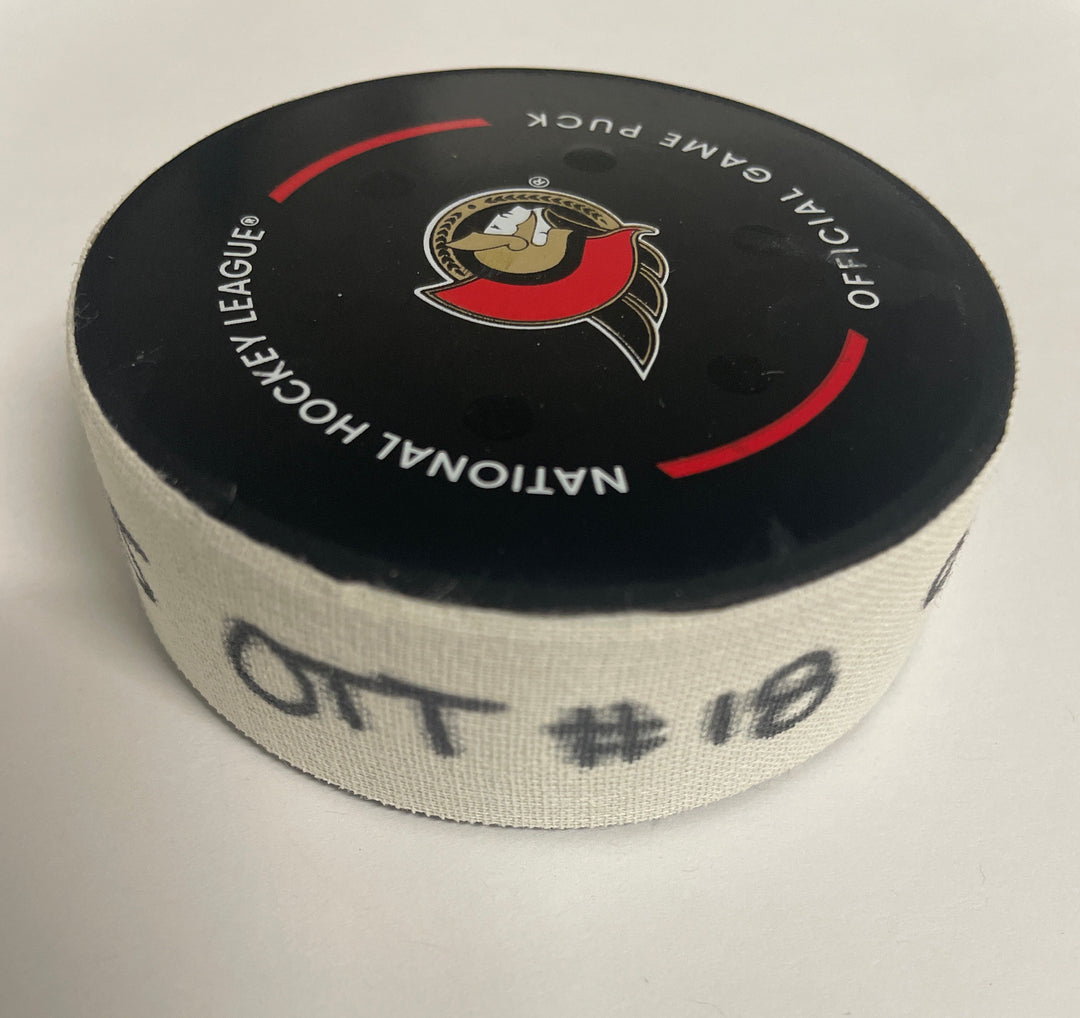 OFFICIAL GAME PUCK
NATIONAL HOCKEY LEAGUE®
®
OTT #18